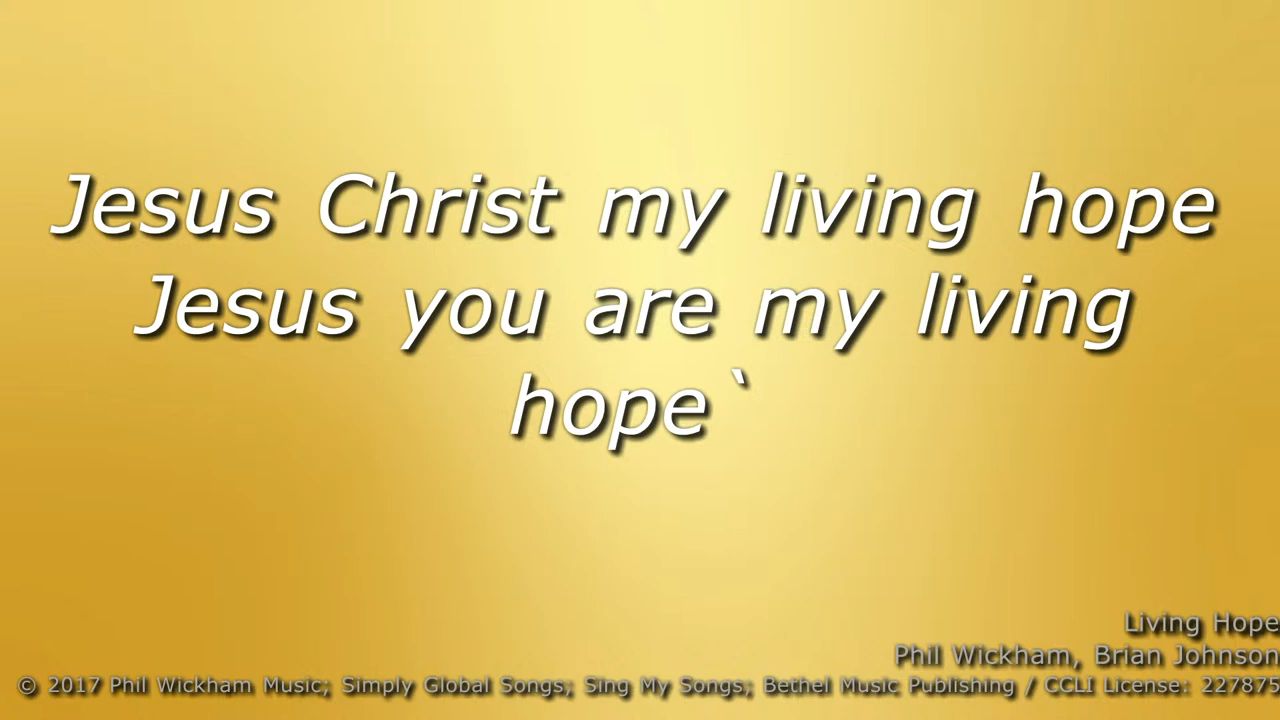 Jesus Christ my living hope
Jesus you are my living
hope`
Living Hope
Phil Wickham, Brian Johnson
© 2017 Phil Wickham Music; Simply Global Songs; Sing My Songs; Bethel Music Publishing / CCLI License: 227875